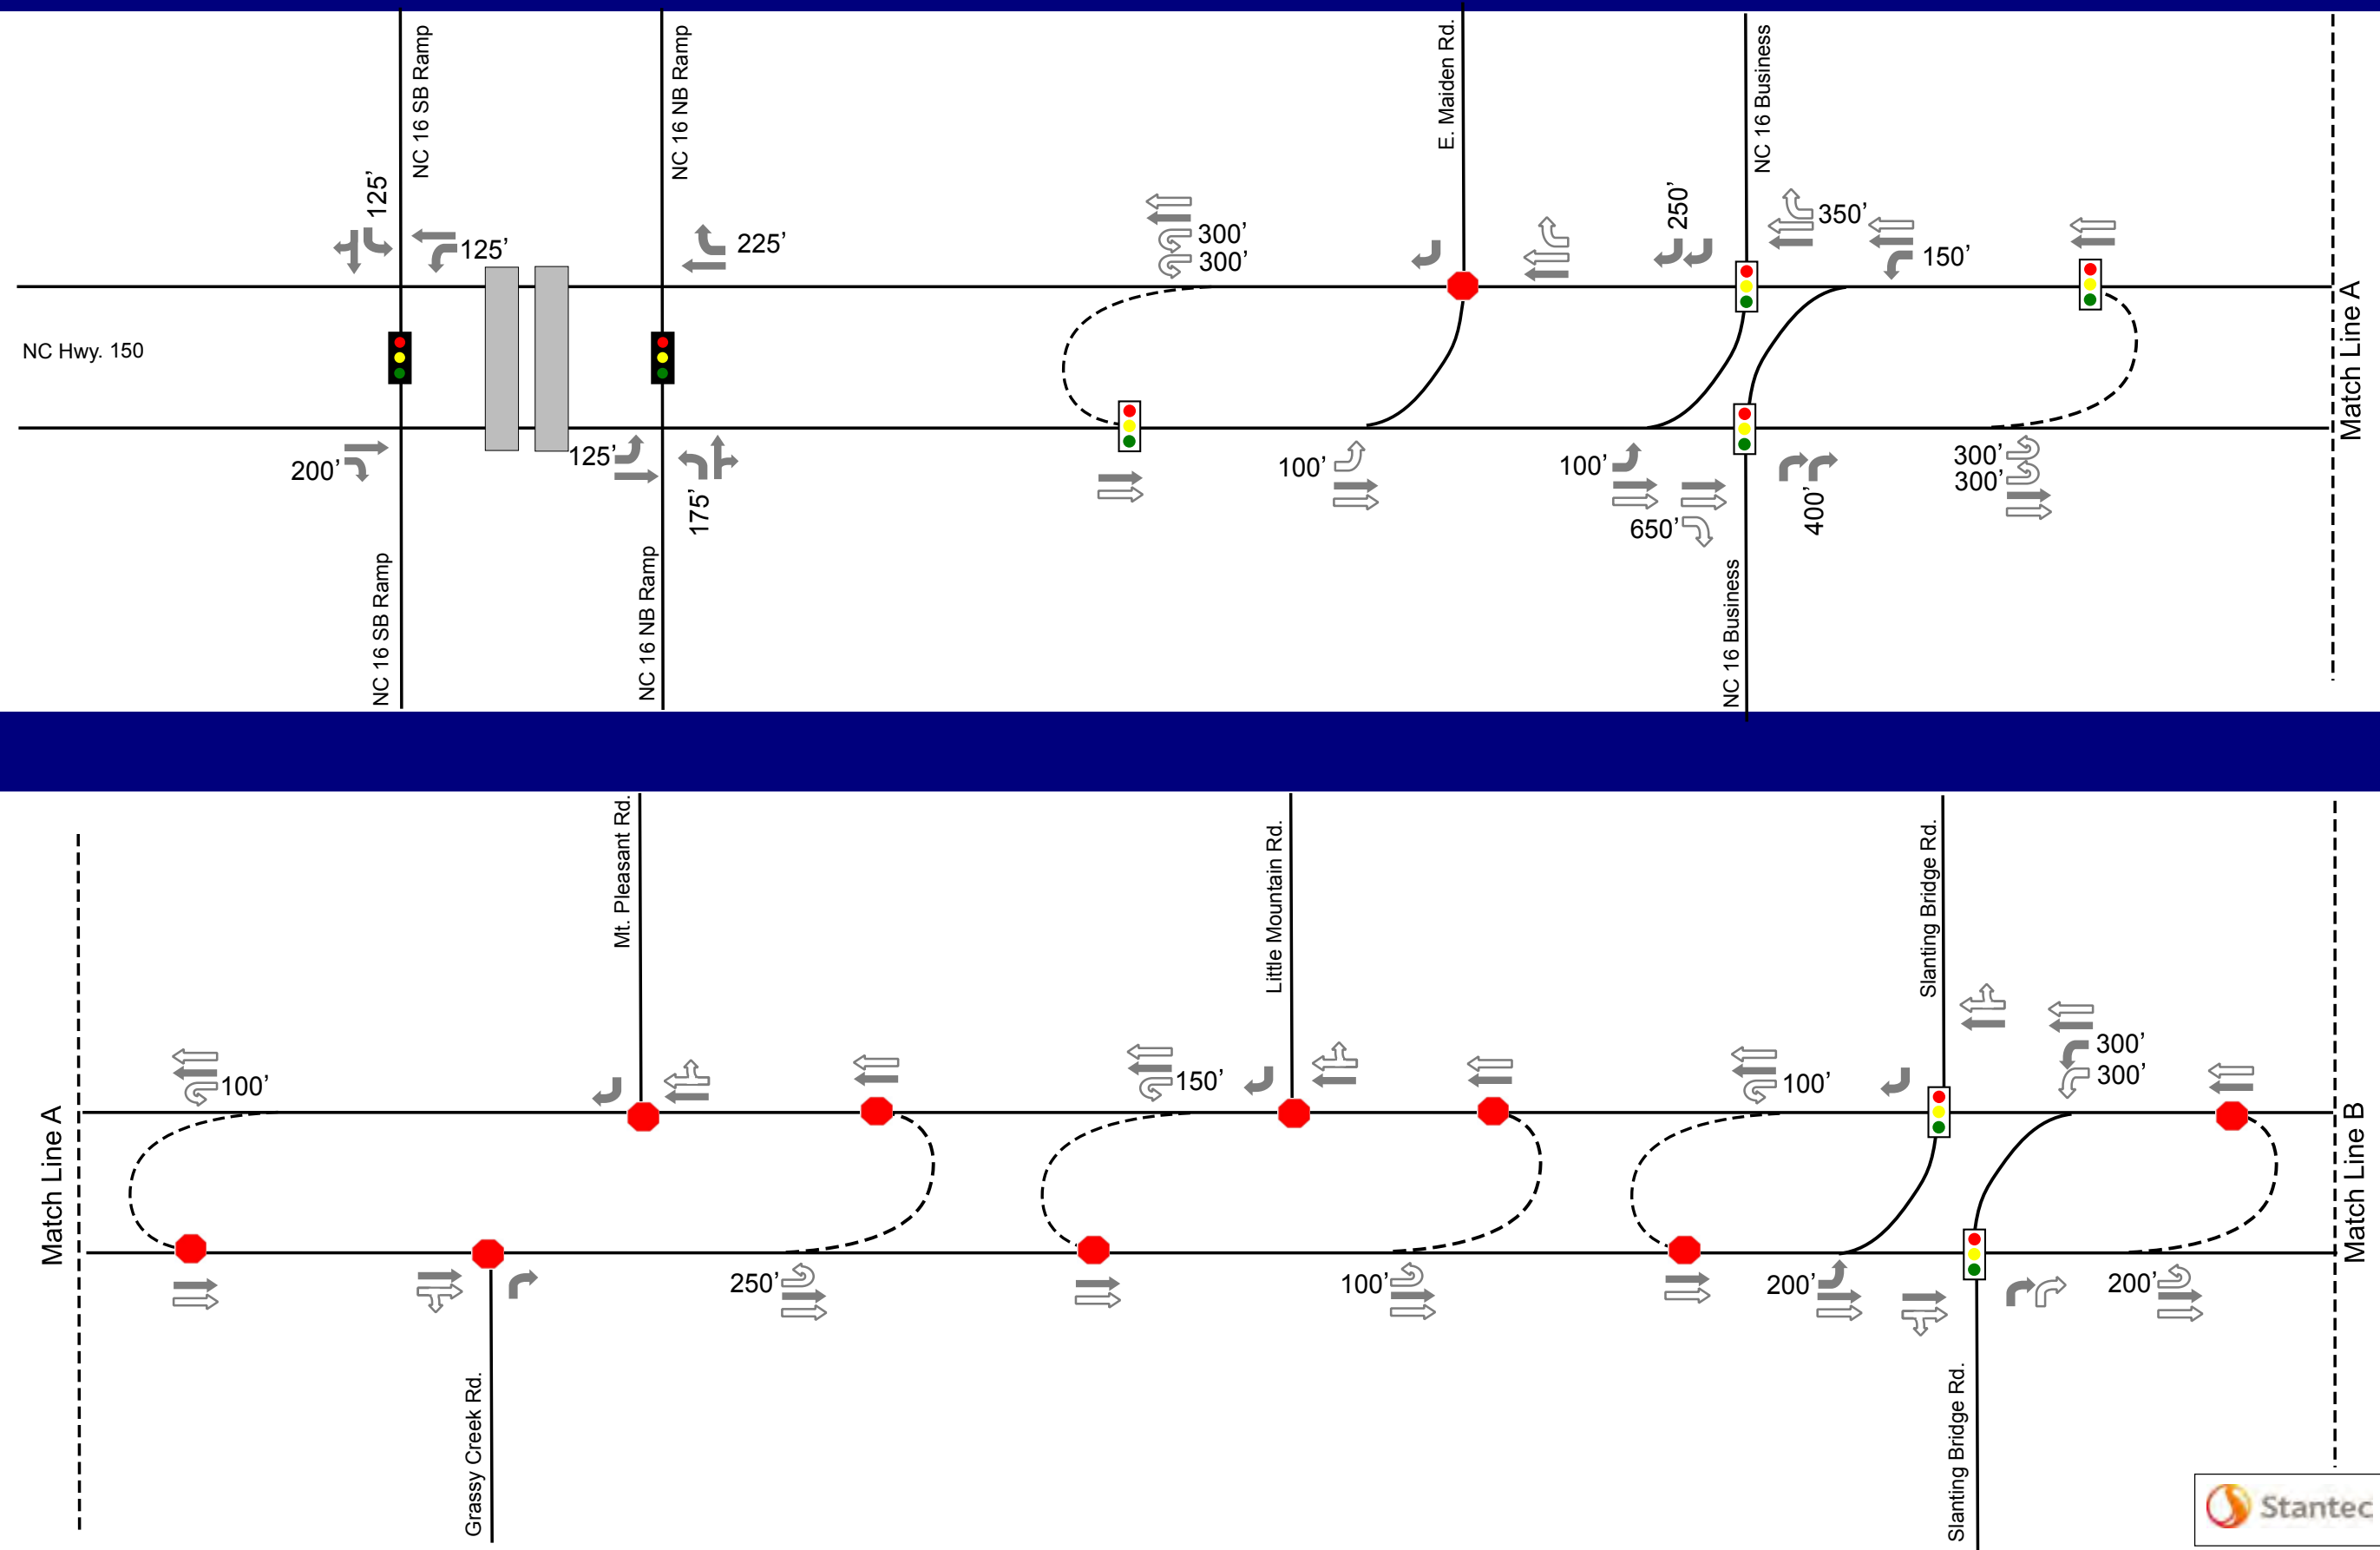 NC 16 SB Ramp
NC 16 NB Ramp
E. Maiden Rd.
NC 16 Business
125’
125’
225’
300’
300’
250’
350’
150’
NC Hwy. 150
Match Line A
200’
125’
175’
100’
100’
650’
400’
300’
300’
NC 16 SB Ramp
NC 16 NB Ramp
NC 16 Business
Mt. Pleasant Rd.
Little Mountain Rd.
Slanting Bridge Rd.
100’
150’
100’
300’
300’
Match Line A
Match Line B
250’
100’
200’
200’
Grassy Creek Rd.
Slanting Bridge Rd.
Stantec